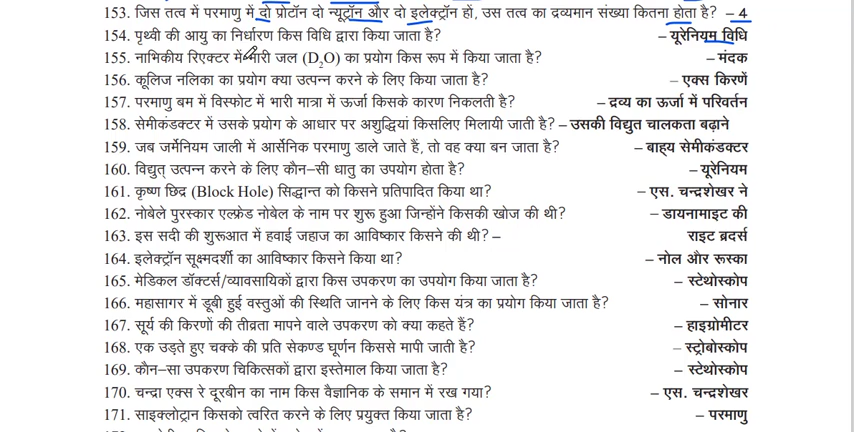 153. जिस तत्व में परमाणु में दो प्रोटॉन दो न्यूट्रॉन और दो इलेक्ट्रॉन हों, उस तत्व का द्रव्यमान संख्या कितना होता है? – 4
154. पृथ्वी की आयु का निर्धारण किस विधि द्वारा किया जाता है? – यूरेनियम विधि
155. नाभिकीय रिएक्टर में भारी जल (D₂O) का प्रयोग किस रूप में किया जाता है? – मंदक
156. कूलिज नलिका का प्रयोग क्या उत्पन्न करने के लिए किया जाता है? – एक्स किरणें
157. परमाणु बम में विस्फोट में भारी मात्रा में ऊर्जा किसके कारण निकलती है? – द्रव्य का ऊर्जा में परिवर्तन
158. सेमीकंडक्टर में उसके प्रयोग के आधार पर अशुद्धियां किसलिए मिलायी जाती है? – उसकी विद्युत चालकता बढ़ाने
159. जब जर्मेनियम जाली में आर्सेनिक परमाणु डाले जाते हैं, तो वह क्या बन जाता है? – बाह्य सेमीकंडक्टर
160. विद्युत् उत्पन्न करने के लिए कौन–सी धातु का उपयोग होता है? – यूरेनियम
161. कृष्ण छिद्र (Block Hole) सिद्धान्त को किसने प्रतिपादित किया था? – एस. चन्द्रशेखर ने
162. नोबेले पुरस्कार एल्फ्रेड नोबेल के नाम पर शुरू हुआ जिन्होंने किसकी खोज की थी? – डायनामाइट की
163. इस सदी की शुरूआत में हवाई जहाज का आविष्कार किसने की थी? – राइट ब्रदर्स
164. इलेक्ट्रॉन सूक्ष्मदर्शी का आविष्कार किसने किया था? – नोल और रूस्का
165. मेडिकल डॉक्टर्स/व्यावसायिकों द्वारा किस उपकरण का उपयोग किया जाता है? – स्टेथोस्कोप
166. महासागर में डूबी हुई वस्तुओं की स्थिति जानने के लिए किस यंत्र का प्रयोग किया जाता है? – सोनार
167. सूर्य की किरणों की तीव्रता मापने वाले उपकरण को क्या कहते हैं? – हाइग्रोमीटर
168. एक उड़ते हुए चक्के की प्रति सेकण्ड घूर्णन किससे मापी जाती है? – स्ट्रोबोस्कोप
169. कौन–सा उपकरण चिकित्सकों द्वारा इस्तेमाल किया जाता है? – स्टेथोस्कोप
170. चन्द्रा एक्स रे दूरबीन का नाम किस वैज्ञानिक के समान में रख गया? – एस. चन्द्रशेखर
171. साइक्लोट्रान किसको त्वरित करने के लिए प्रयुक्त किया जाता है? – परमाणु